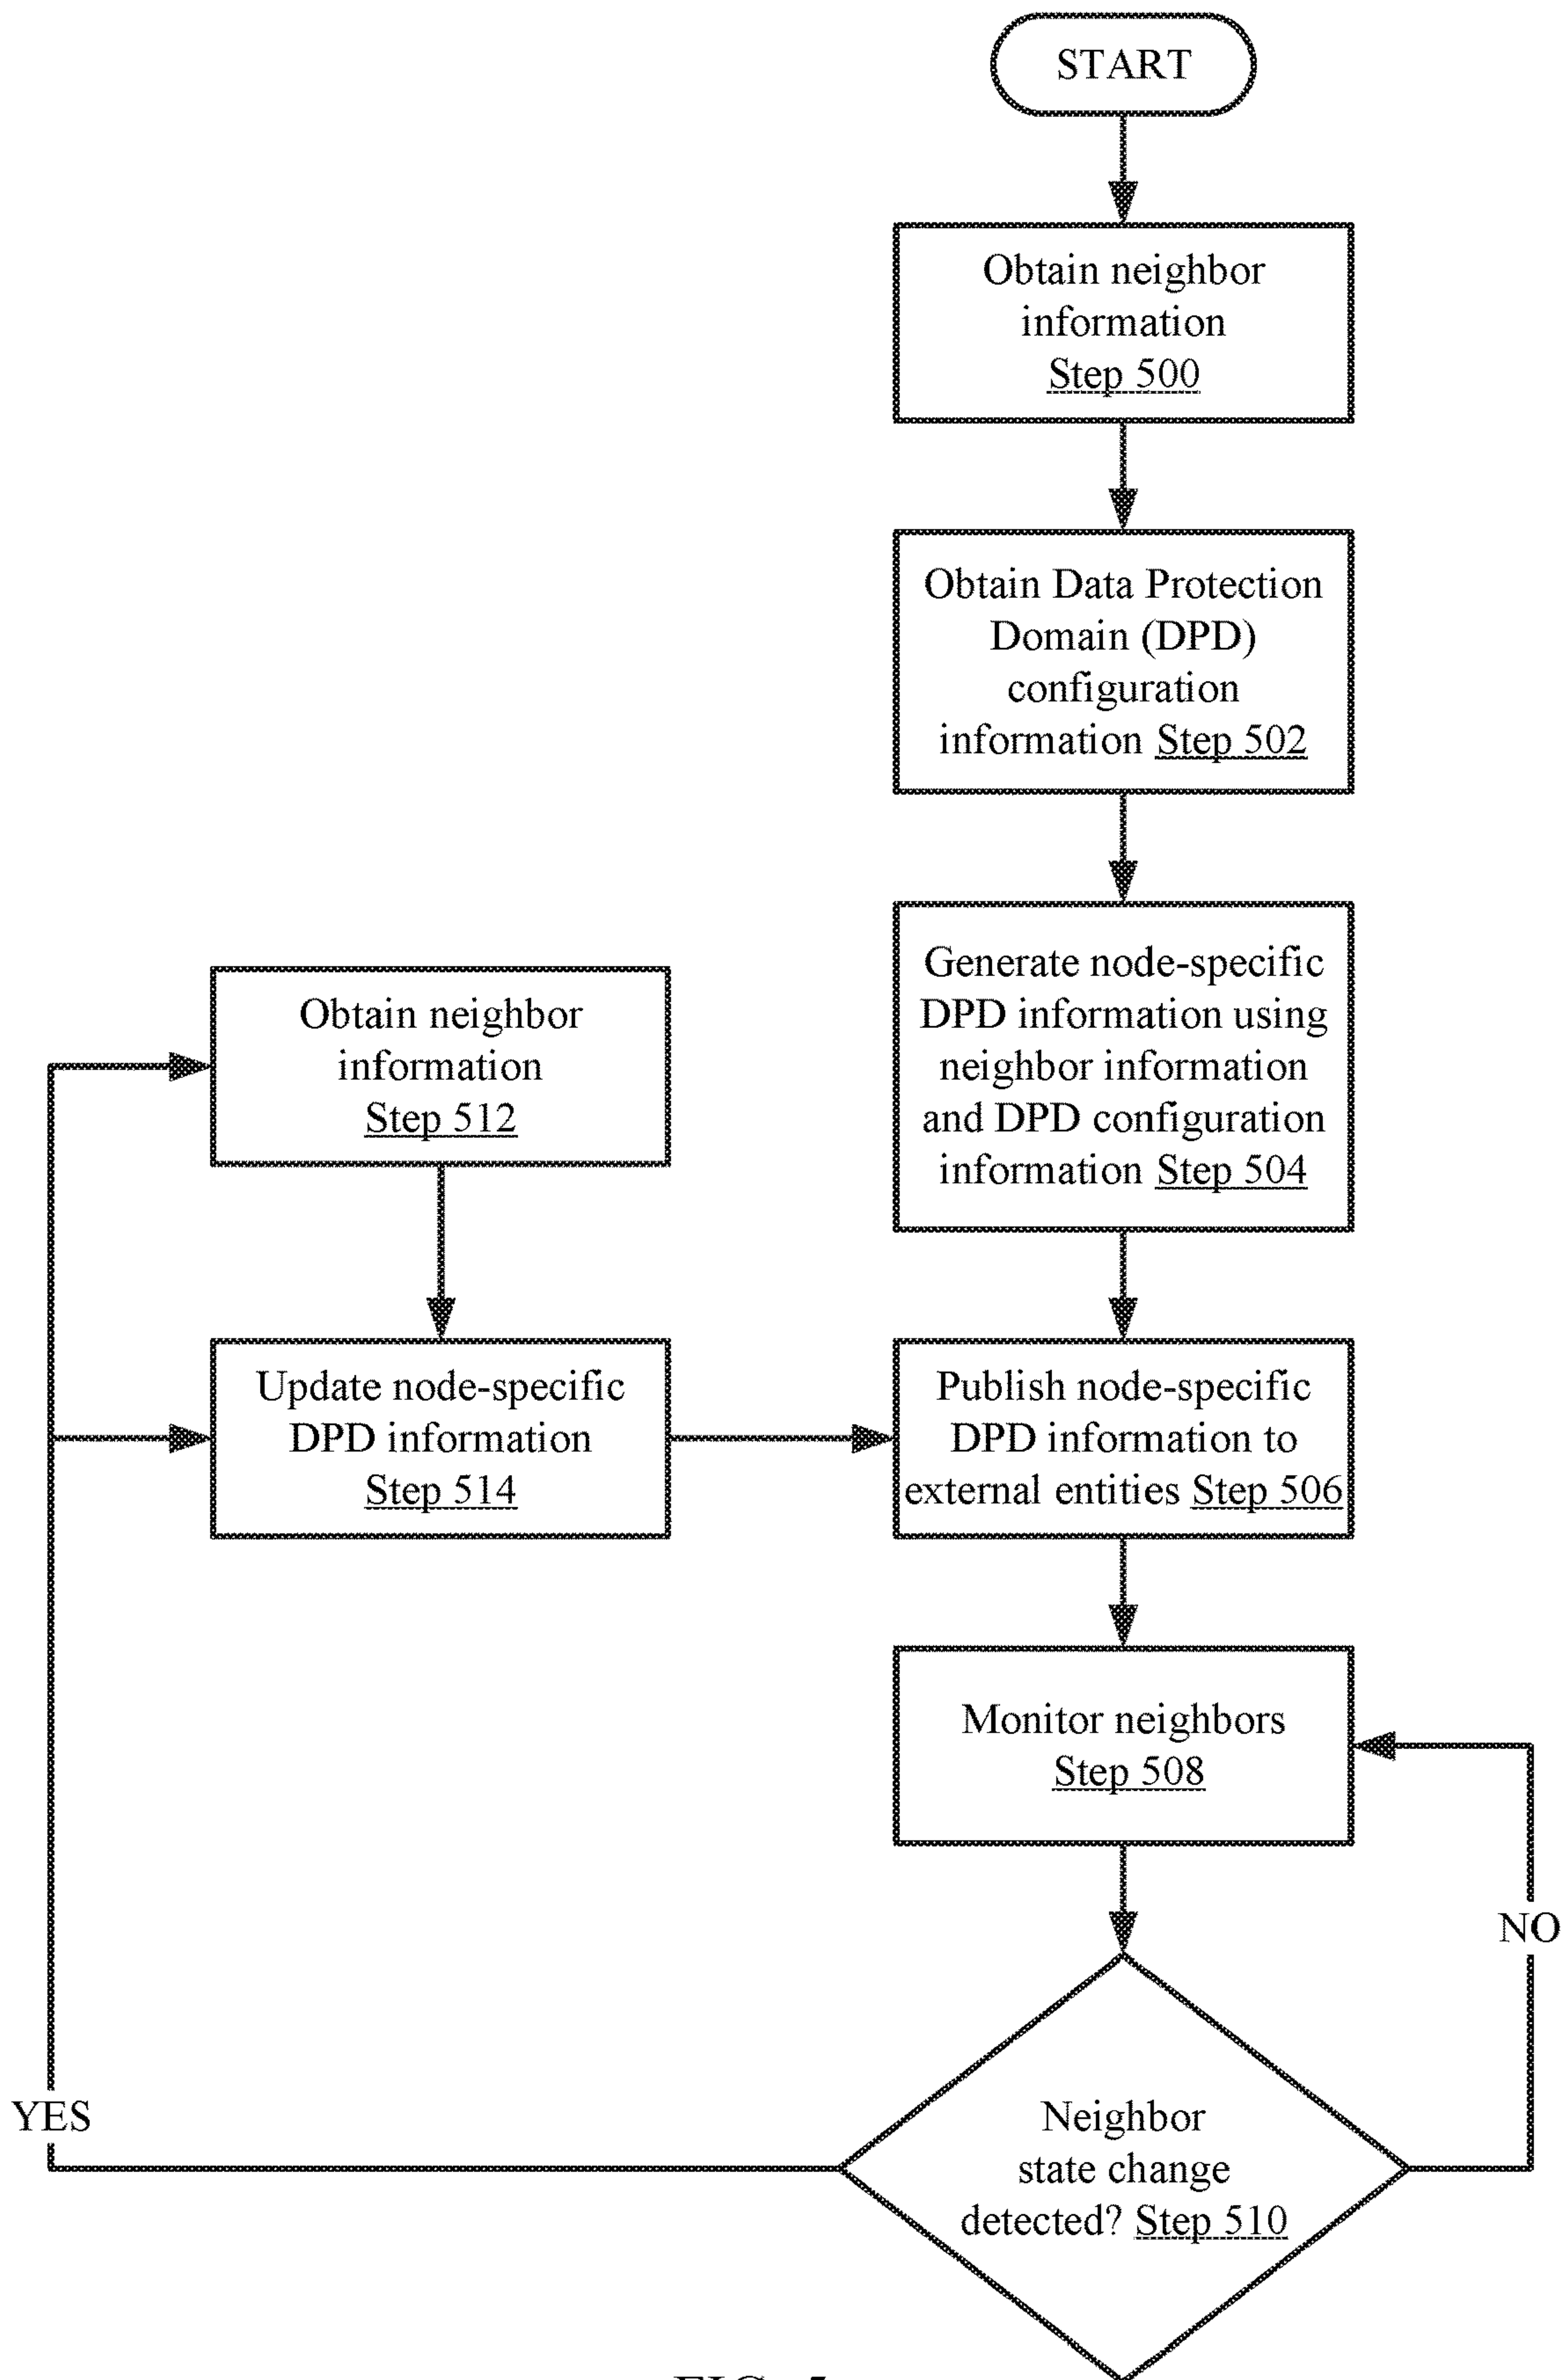 START
Obtain neighbor
information
Step 500
Obtain Data Protection
Domain (DPD)
configuration
information Step 502
Generate node-specific
DPD information using
neighbor information
and DPD configuration
information Step 504
Obtain neighbor
information
Step 512
Update node-specific
DPD information
Step 514
Publish node-specific
DPD information to
external entities Step 506
Monitor neighbors
Step 508
NO
YES
Neighbor
state change
detected? Step 510